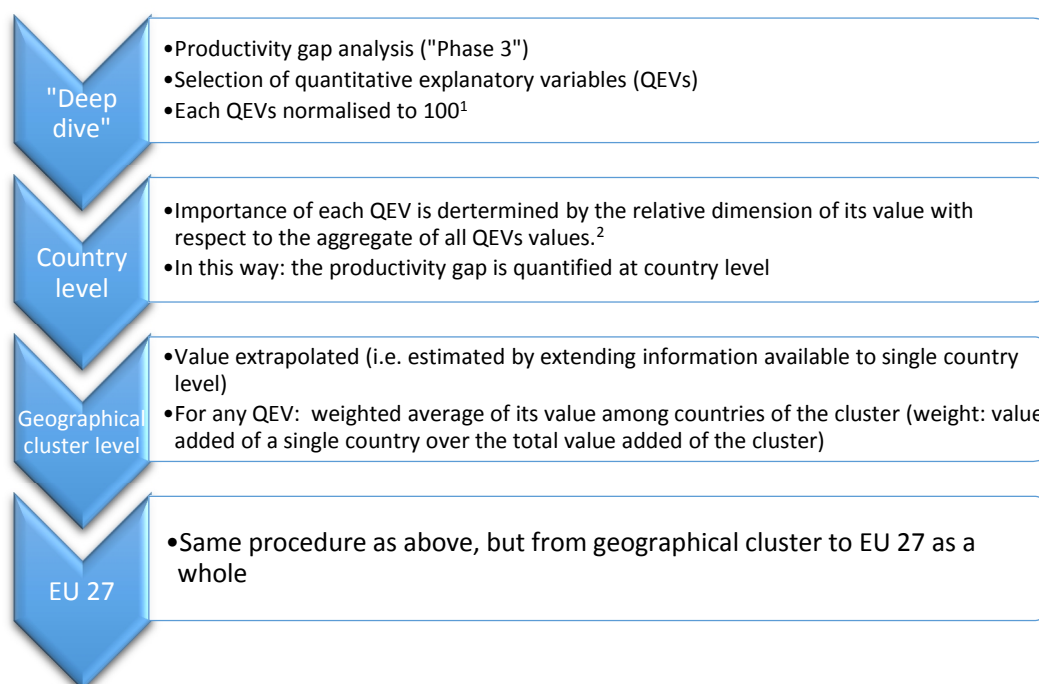 "Deep
dive"
•Productivity gap analysis ("Phase 3")
•Selection of quantitative explanatory variables (QEVs)
•Each QEVs normalised to 100¹
Country
level
•Importance of each QEV is dertermined by the relative dimension of its value with
respect to the aggregate of all QEVs values.²
•In this way: the productivity gap is quantified at country level
Geographical
cluster level
•Value extrapolated (i.e. estimated by extending information available to single country
level)
•For any QEV: weighted average of its value among countries of the cluster (weight: value
added of a single country over the total value added of the cluster)
EU 27
•Same procedure as above, but from geographical cluster to EU 27 as a
whole